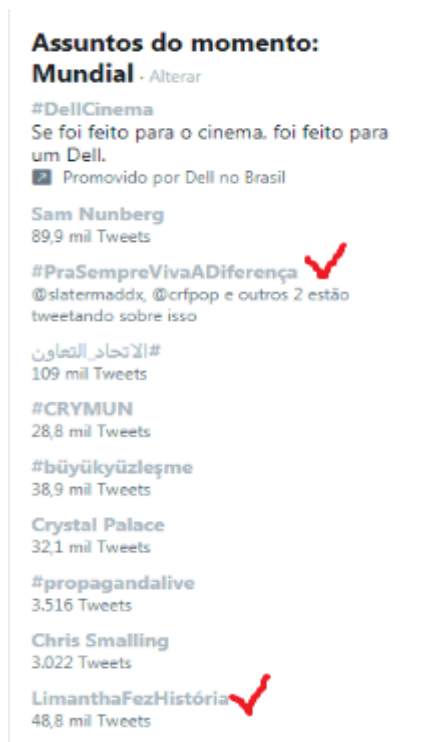 Assuntos do momento:
Mundial · Alterar
#DellCinema
Se foi feito para o cinema, foi feito para
um Dell.
Promovido por Dell no Brasil
Sam Nunberg
89,9 mil Tweets
#PraSempreVivaADiferença
@slatermaddx, @crfpop e outros 2 estão
tweetando sobre isso
#الاتحاد_التعاون
109 mil Tweets
#CRYMUN
28,8 mil Tweets
#büyükyüzleşme
38,9 mil Tweets
Crystal Palace
32,1 mil Tweets
#propagandalive
3.516 Tweets
Chris Smalling
3.022 Tweets
LimanthaFezHistória
48,8 mil Tweets